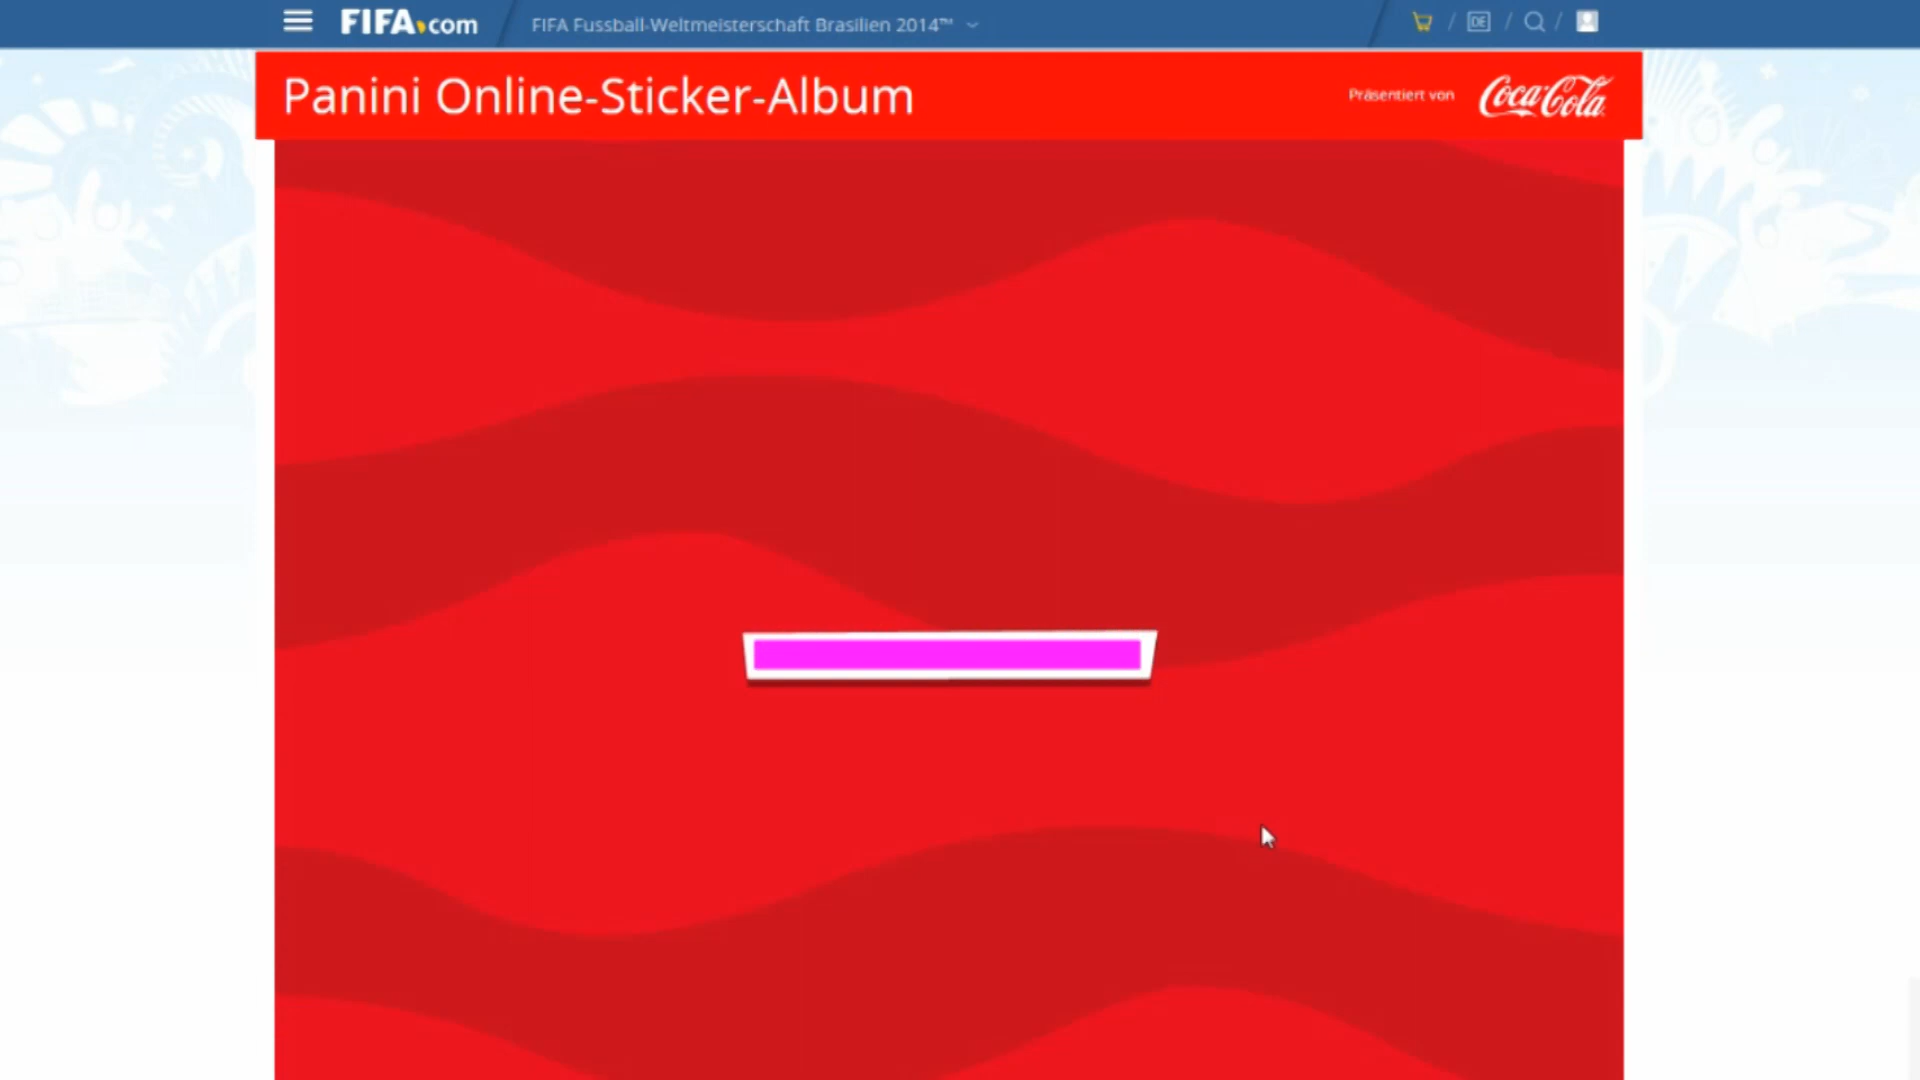 FIFA.com
FIFA Fussball-Weltmeisterschaft Brasilien 2014™
DE
Panini Online-Sticker-Album
Präsentiert von
Coca-Cola